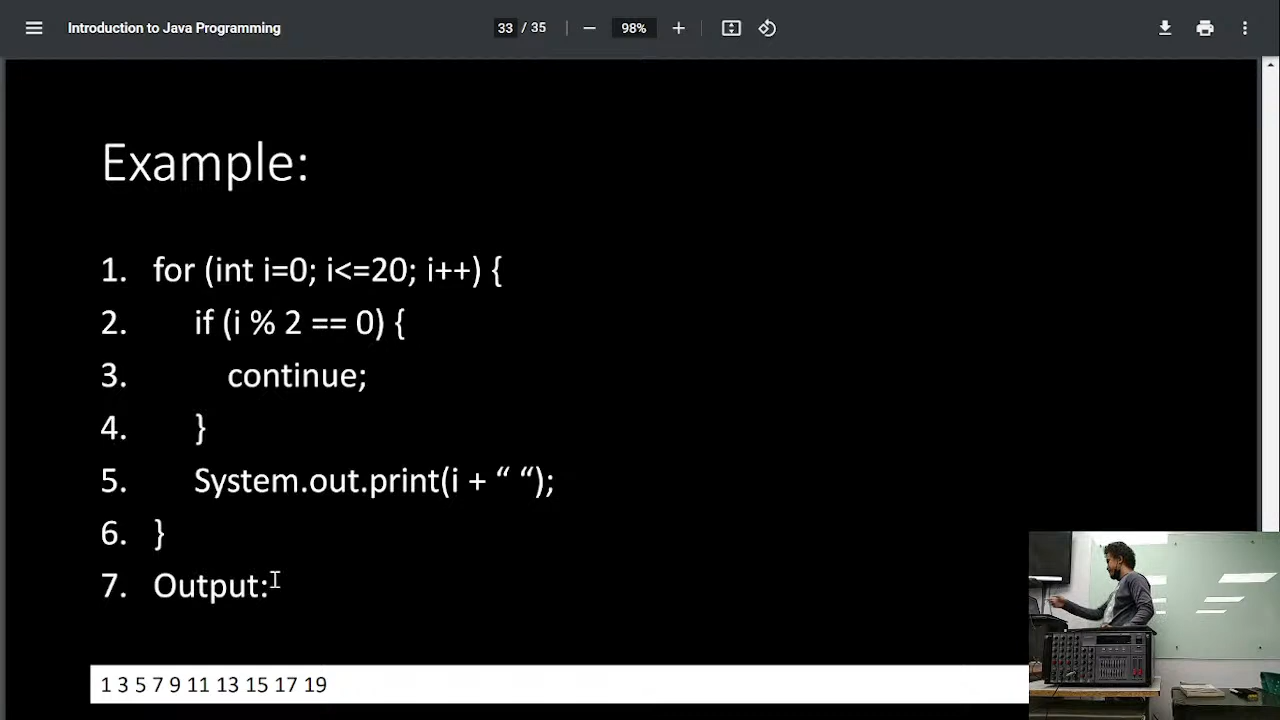 Introduction to Java Programming
33 / 35
98%
Example:
1. for (int i=0; i<=20; i++) {
2. if (i % 2 == 0) {
3. continue;
4. }
5. System.out.print(i + “ “);
6. }
7. Output:
1 3 5 7 9 11 13 15 17 19